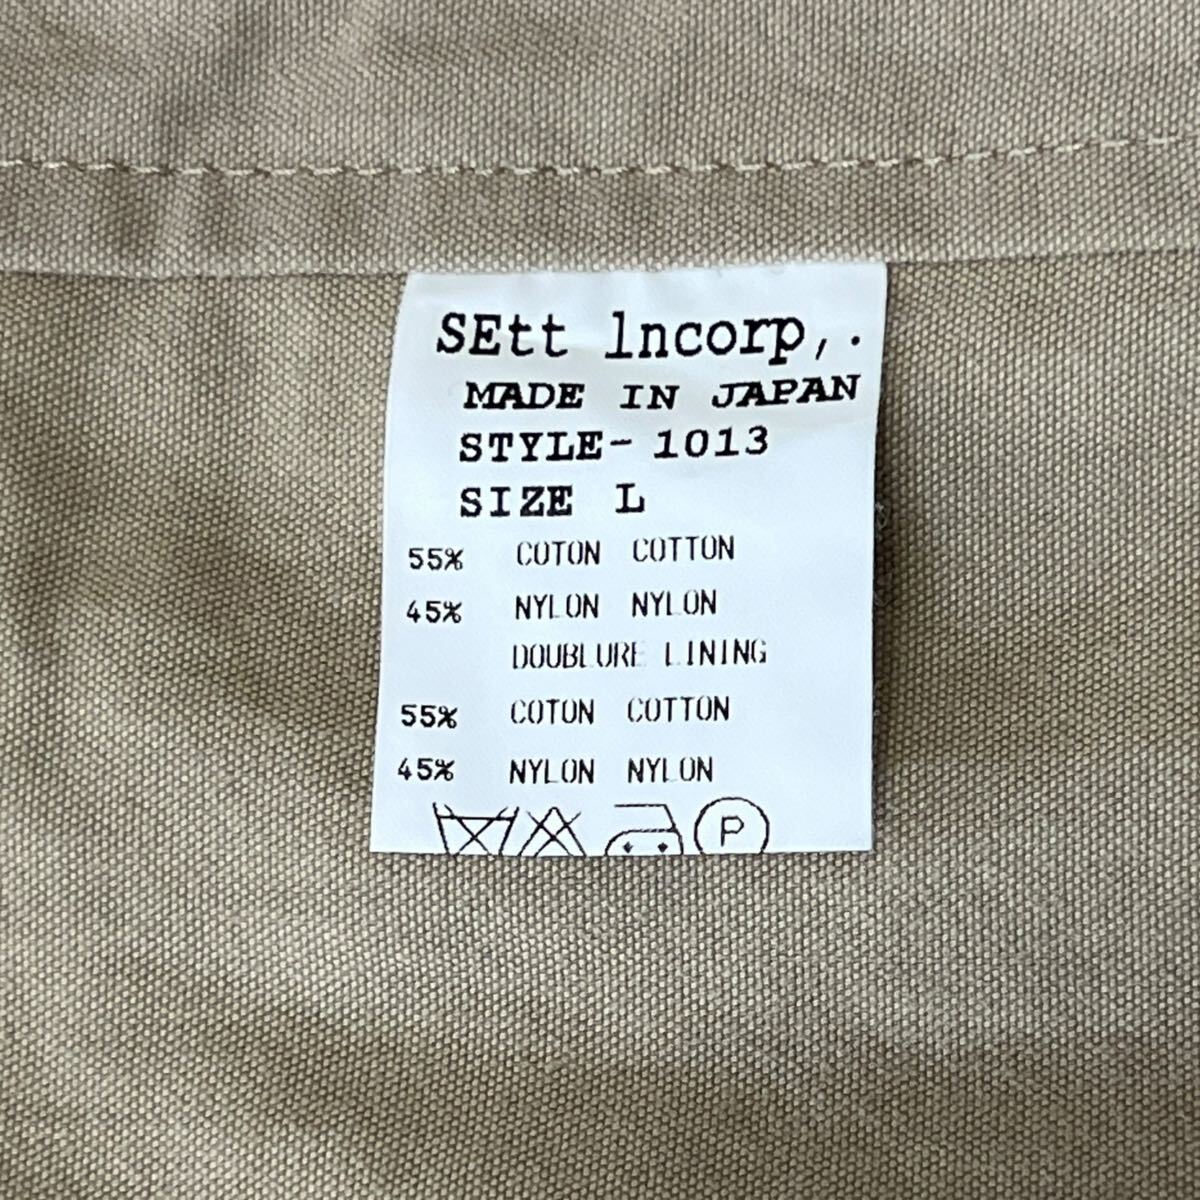 SEtt lncorp,.
MADE IN JAPAN
STYLE-1013
SIZE L
55% COTON COTTON
45% NYLON NYLON
DOUBLURE LINING
55% COTON COTTON
45% NYLON NYLON
P